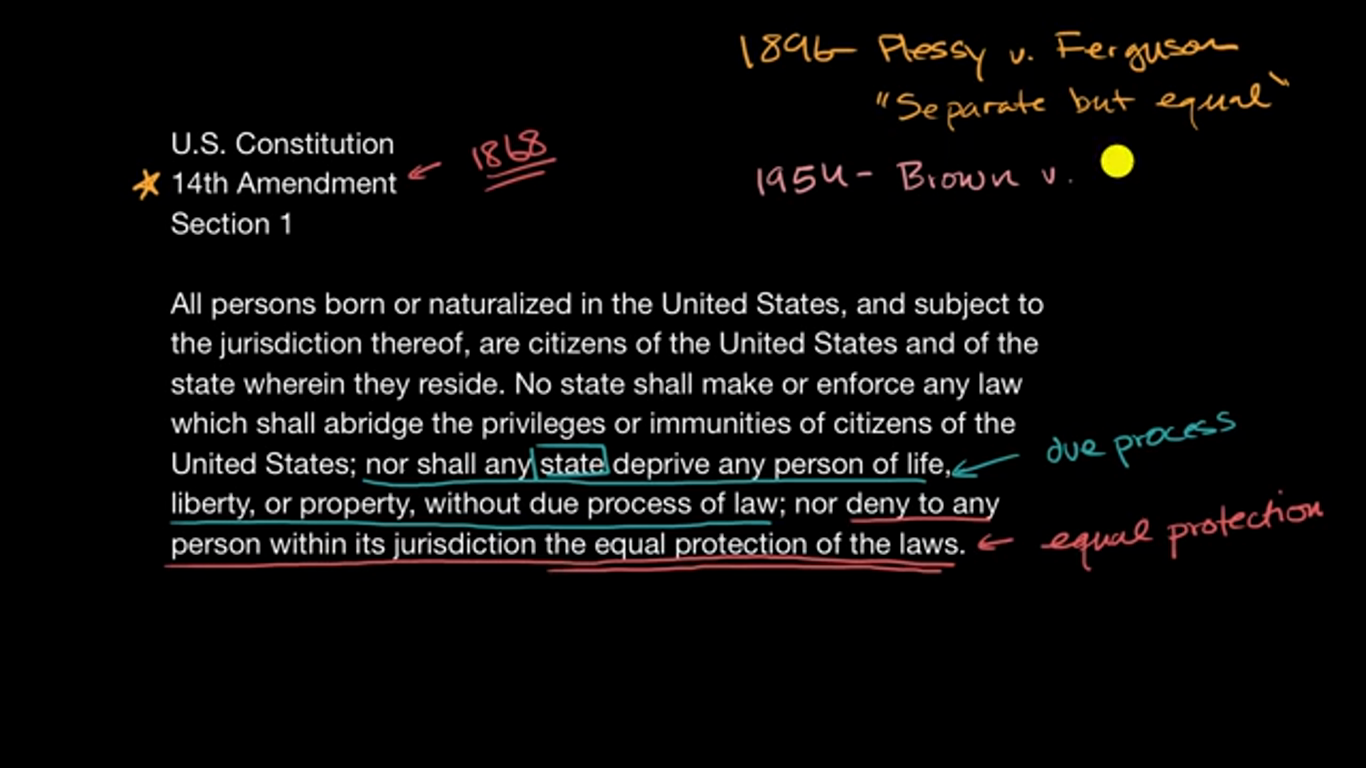 1896 - Plessy v. Ferguson
"Separate but equal"
U.S. Constitution
1868
14th Amendment
1954 - Brown v.
Section 1
All persons born or naturalized in the United States, and subject to
the jurisdiction thereof, are citizens of the United States and of the
state wherein they reside. No state shall make or enforce any law
which shall abridge the privileges or immunities of citizens of the
United States; nor shall any state deprive any person of life,
due process
liberty, or property, without due process of law; nor deny to any
person within its jurisdiction the equal protection of the laws.
equal protection